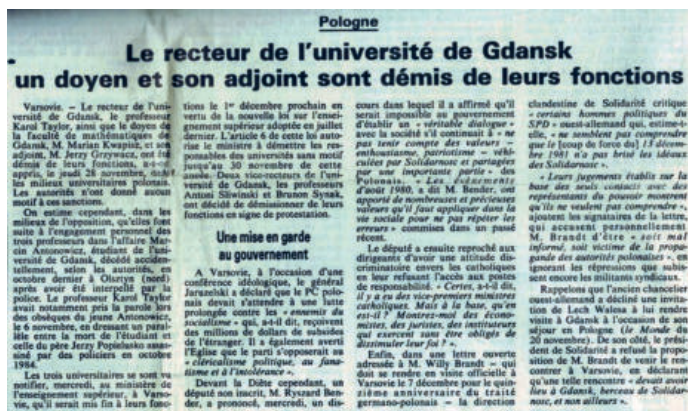 Pologne
Le recteur de l'université de Gdansk
un doyen et son adjoint sont démis de leurs fonctions
Varsovie. – Le recteur de l'uni-
versité de Gdansk, le professeur
Karol Taylor, ainsi que le doyen de
la faculté de mathématiques de
Gdansk, M. Marian Kwapisz, et son
adjoint, M. Jerzy Grzywacz, ont été
démis de leurs fonctions, a-t-on
appris, le jeudi 28 novembre, dans
les milieux universitaires polonais.
Les autorités n'ont donné aucun
motif à ces sanctions.
On estime cependant, dans les
milieux de l'opposition, qu'elles font
suite à l'engagement personnel des
trois professeurs dans l'affaire Mar-
cin Antonowicz, étudiant de l'uni-
versité de Gdansk, décédé acciden-
tellement, selon les autorités, en
octobre dernier à Olsztyn (nord)
après avoir été interpellé par la
police. Le professeur Karol Taylor
avait notamment pris la parole lors
des obsèques du jeune Antonowicz,
le 6 novembre, en dressant un paral-
lèle entre la mort de l'étudiant et
celle du père Jerzy Popieluszko assas-
siné par des policiers en octobre
1984.
Les trois universitaires se sont vu
notifier, mercredi, au ministère de
l'enseignement supérieur, à Varso-
vie, qu'il serait mis fin à leurs fonc-
tions le 1er décembre prochain en
vertu de la nouvelle loi sur l'ensei-
gnement supérieur adoptée en juillet
dernier. L'article 6 de cette loi auto-
rise le ministre à démettre les res-
ponsables des universités sans motif
jusqu'au 30 novembre de cette
année. Deux vice-recteurs de l'uni-
versité de Gdansk, les professeurs
Antoni Sliwinski et Brunon Synak,
ont décidé de démissionner de leurs
fonctions en signe de protestation.
Une mise en garde
au gouvernement
A Varsovie, à l'occasion d'une
conférence idéologique, le général
Jaruzelski a déclaré que le PC polo-
nais devait s'attendre à une lutte
prolongée contre les « ennemis du
socialisme » qui, a-t-il dit, reçoivent
des millions de dollars de subsides
de l'étranger. Il a également averti
l'Eglise que le parti s'opposerait au
« cléricalisme politique, au fana-
tisme et à l'intolérance ».
Devant la Diète cependant, un
député non inscrit, M. Ryszard Ben-
der, a prononcé, mercredi, un dis-
cours dans lequel il a affirmé qu'il
serait impossible au gouvernement
d'établir un « véritable dialogue »
avec la société s'il continuait à « ne
pas tenir compte des valeurs –
enthousiasme, patriotisme – véhi-
culées par Solidarnosc et partagées
par une importante partie » des
Polonais. « Les événements
d'août 1980, a dit M. Bender, ont
apporté de nombreuses et précieuses
valeurs qu'il faut appliquer dans la
vie sociale pour ne pas répéter les
erreurs » commises dans un passé
récent.
Le député a ensuite reproché aux
dirigeants d'avoir une attitude dis-
criminatoire envers les catholiques
en leur refusant l'accès aux postes
de responsabilité. « Certes, a-t-il dit,
il y a eu des vice-premiers ministres
catholiques. Mais à la base, qu'en
est-il ? Montrez-moi des écono-
mistes, des juristes, des instituteurs
qui exercent sans être obligés de
dissimuler leur foi ? ».
Enfin, dans une lettre ouverte
adressée à M. Willy Brandt – qui
doit se rendre en visite officielle à
Varsovie le 7 décembre pour le quin-
zième anniversaire du traité
germano-polonais – la direction
clandestine de Solidarité critique
« certains hommes politiques du
SPD » ouest-allemand qui, estime-t-
elle, « ne semblent pas comprendre
que le [coup de force du] 13 décem-
bre 1981 n'a pas brisé les idéaux
des Solidarnosc ».
« Leurs jugements établis sur la
base des seuls contacts avec des
représentants du pouvoir montrent
qu'ils ne veulent pas comprendre »,
ajoutent les signataires de la lettre,
qui accusent personnellement
M. Brandt d'être « soit mal
informé, soit victime de la propa-
gande des autorités polonaises », en
ignorant les répressions que subis-
sent encore les militants syndicaux.
Rappelons que l'ancien chancelier
ouest-allemand a décliné une invita-
tion de Lech Walesa à lui rendre
visite à Gdansk à l'occasion de son
séjour en Pologne (le Monde du
20 novembre). De son côté, le prési-
dent de Solidarité a refusé la propo-
sition de M. Brandt de venir le ren-
contrer à Varsovie, en déclarant
qu'une telle rencontre « devait avoir
lieu à Gdansk, berceau de Solidar-
nosc, et non ailleurs ».